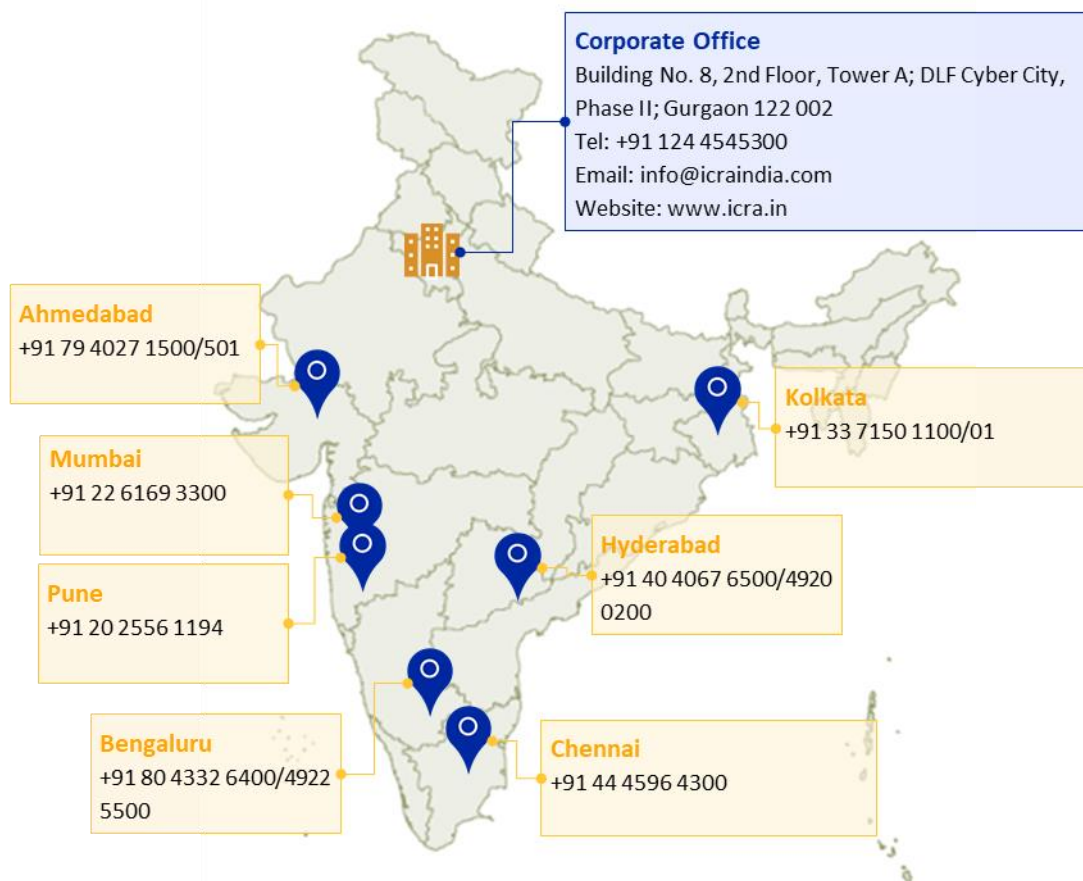 Corporate Office
Building No. 8, 2nd Floor, Tower A; DLF Cyber City,
Phase II; Gurgaon 122 002
Tel: +91 124 4545300
Email: info@icraindia.com
Website: www.icra.in
Ahmedabad
+91 79 4027 1500/501
Kolkata
+91 33 7150 1100/01
Mumbai
+91 22 6169 3300
Hyderabad
+91 40 4067 6500/4920
0200
Pune
+91 20 2556 1194
Bengaluru
+91 80 4332 6400/4922
5500
Chennai
+91 44 4596 4300